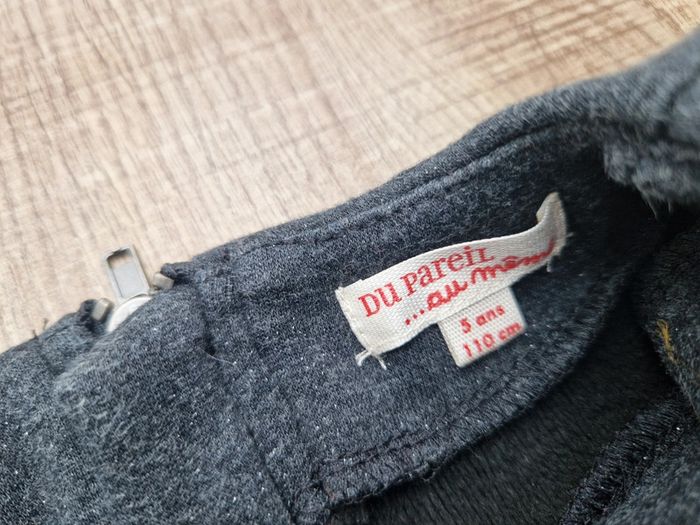 DU PAREIL
...au même
5 ans
110 cm